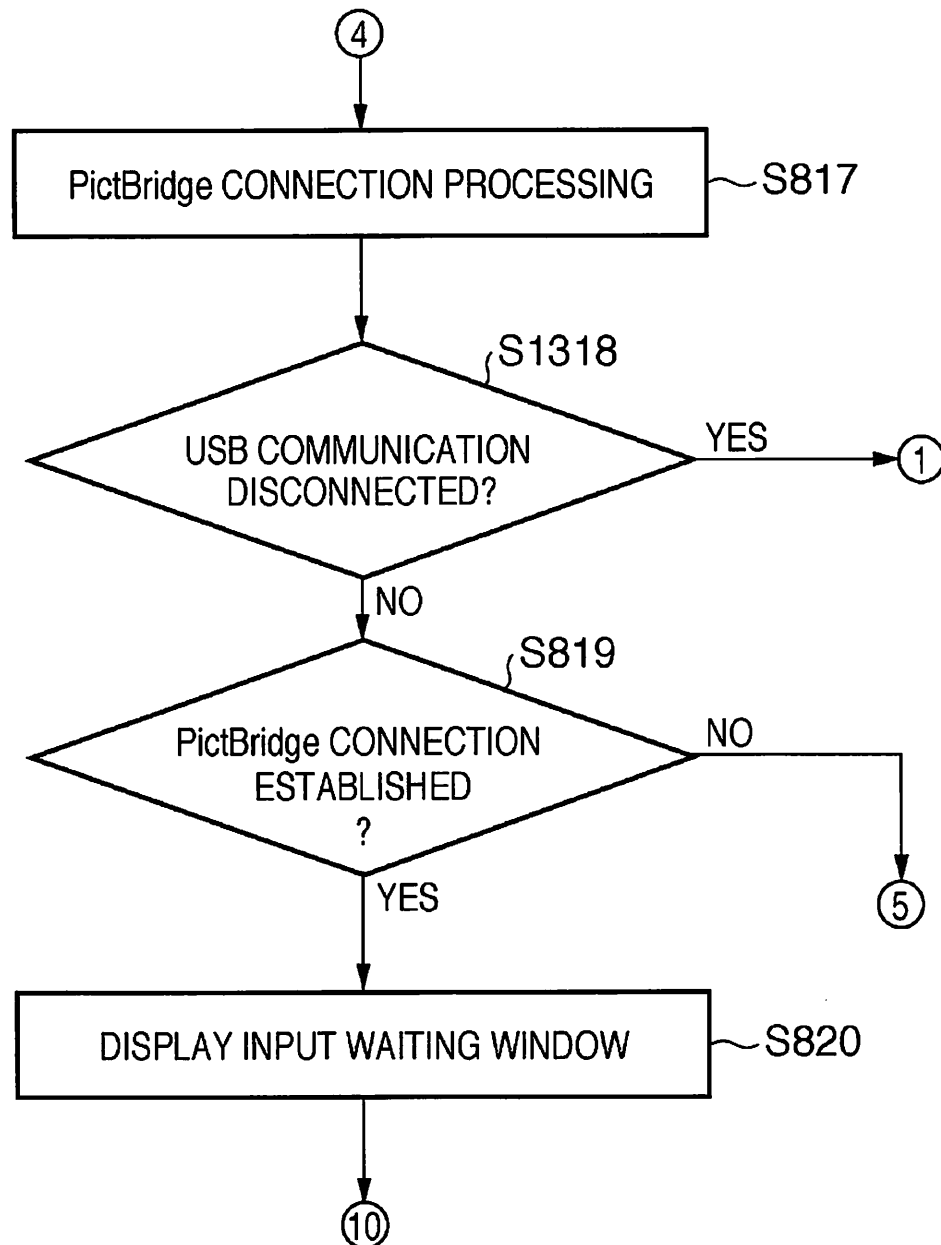 4
PictBridge CONNECTION PROCESSING
S817
S1318
USB COMMUNICATION
DISCONNECTED?
YES
1
NO
S819
PictBridge CONNECTION
ESTABLISHED
?
NO
5
YES
DISPLAY INPUT WAITING WINDOW
S820
10